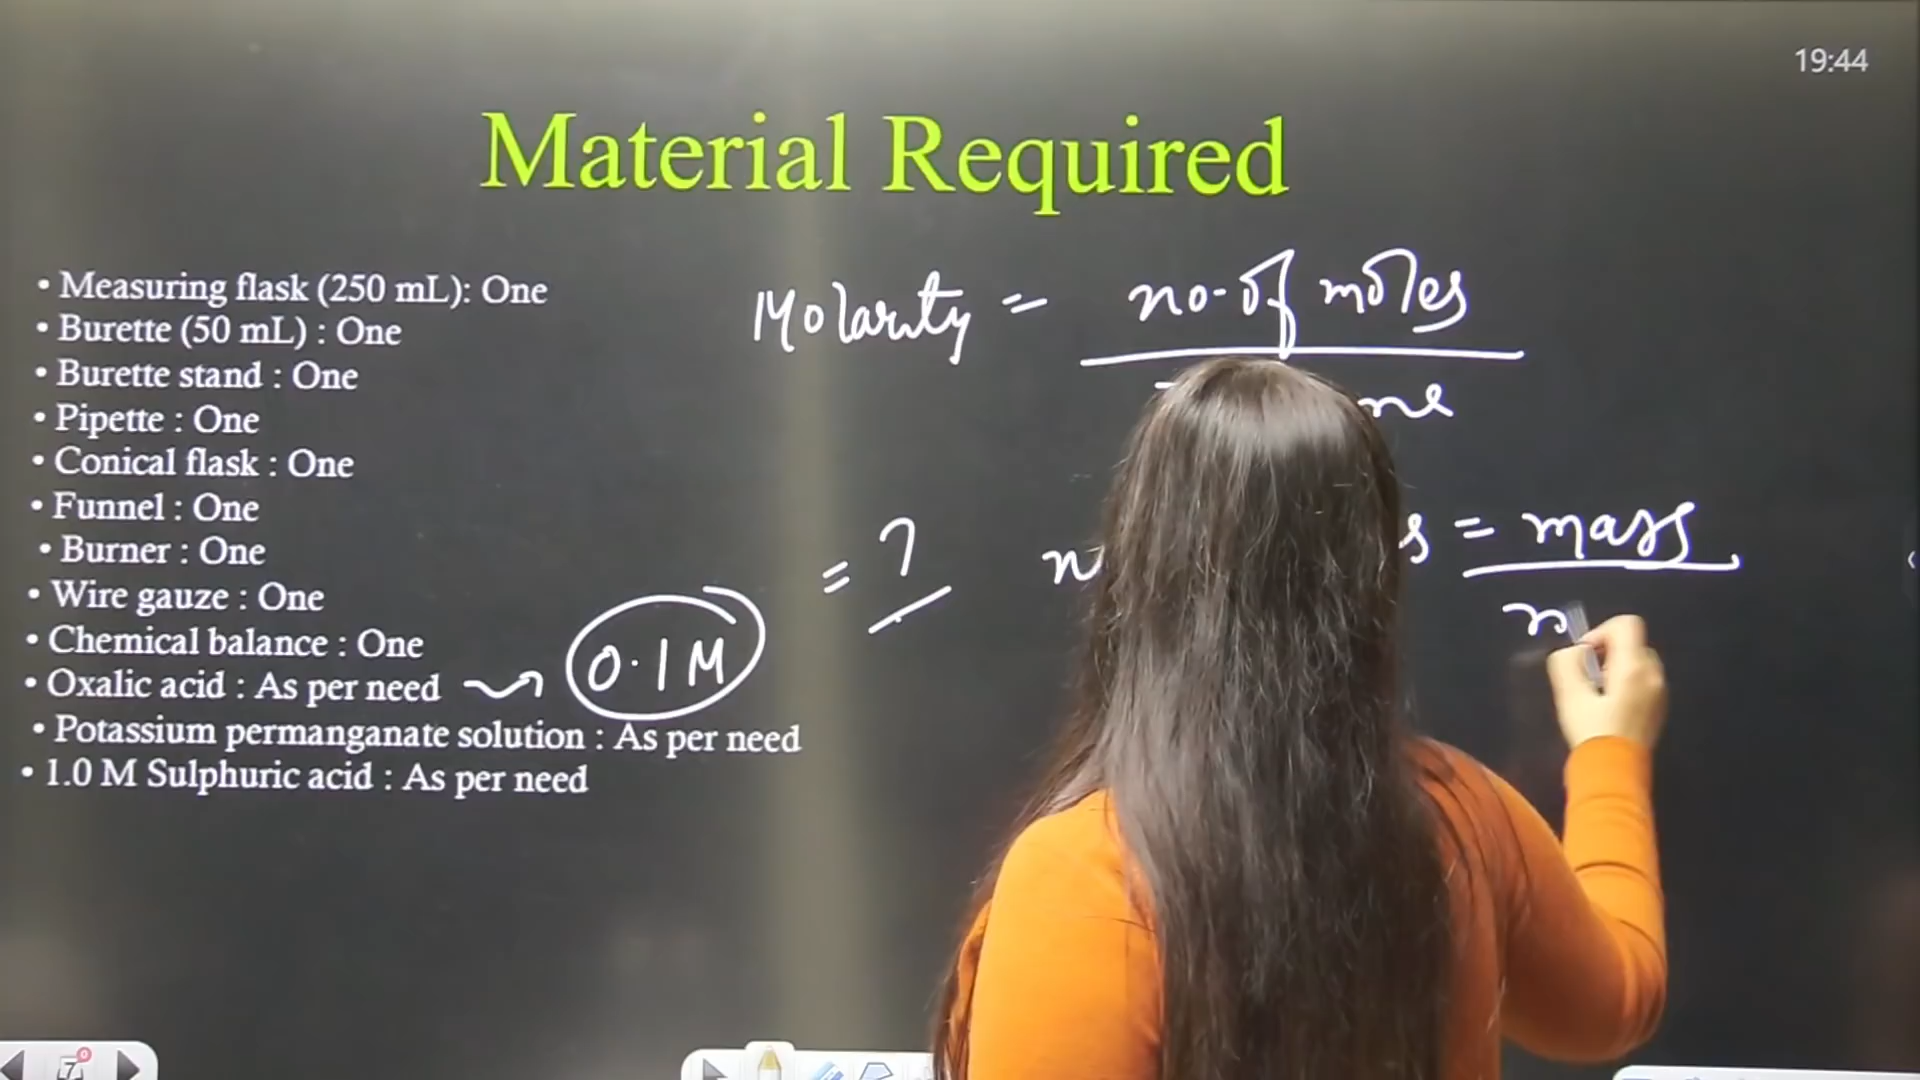 19:44
Material Required
• Measuring flask (250 mL): One
• Burette (50 mL) : One
• Burette stand : One
• Pipette : One
• Conical flask : One
• Funnel : One
• Burner : One
• Wire gauze : One
• Chemical balance : One
• Oxalic acid : As per need
• Potassium permanganate solution : As per need
• 1.0 M Sulphuric acid : As per need
0.1 M
= ?
Molarity = no. of moles
s = mass